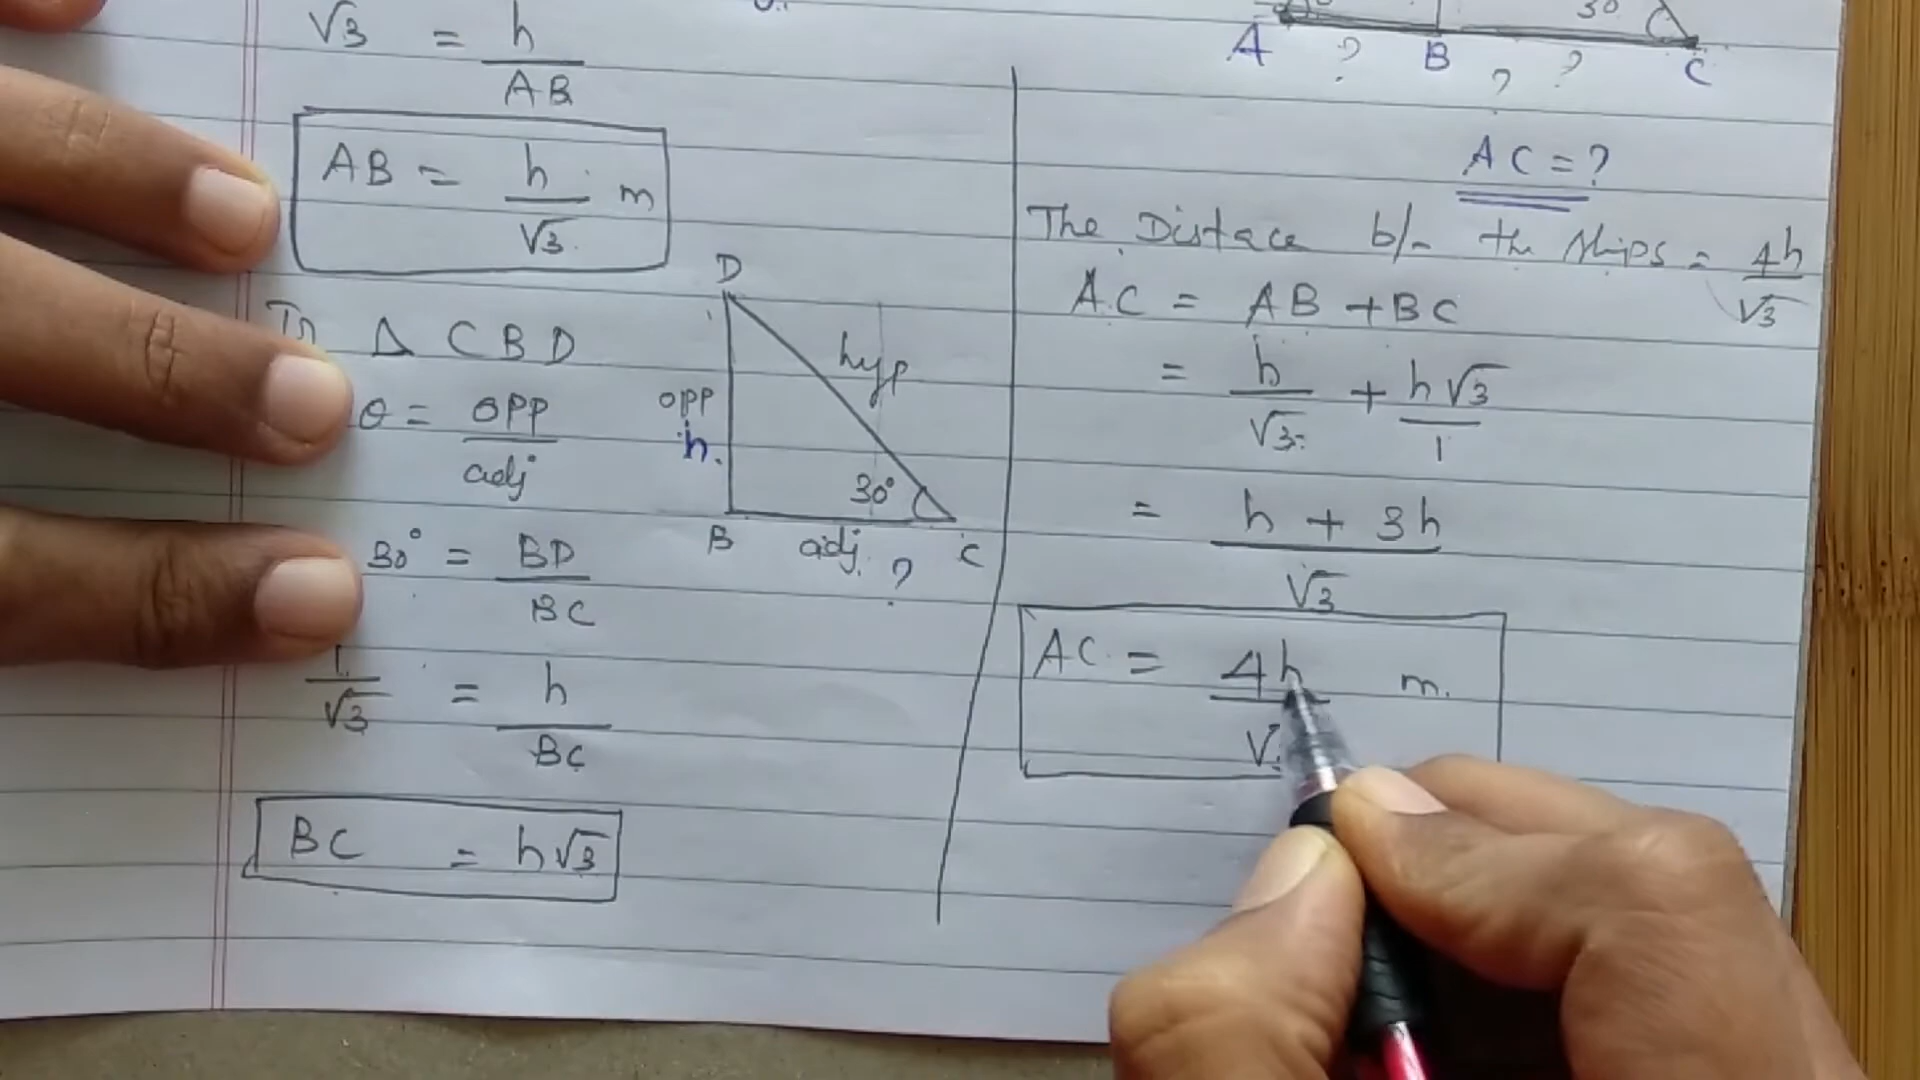 √3 = h
AB
AB = h m
√3
In Δ CBD
θ = opp
adj
30° = BD
BC
1 = h
√3 BC
BC = h√3
D
hyp
opp
h.
30°
B adj. ? C
30
A ? B ? ? C
AC = ?
The Distace b/n the ships = 4h
√3
AC = AB + BC
= h + h√3
√3 1
= h + 3h
√3
AC = 4h m.